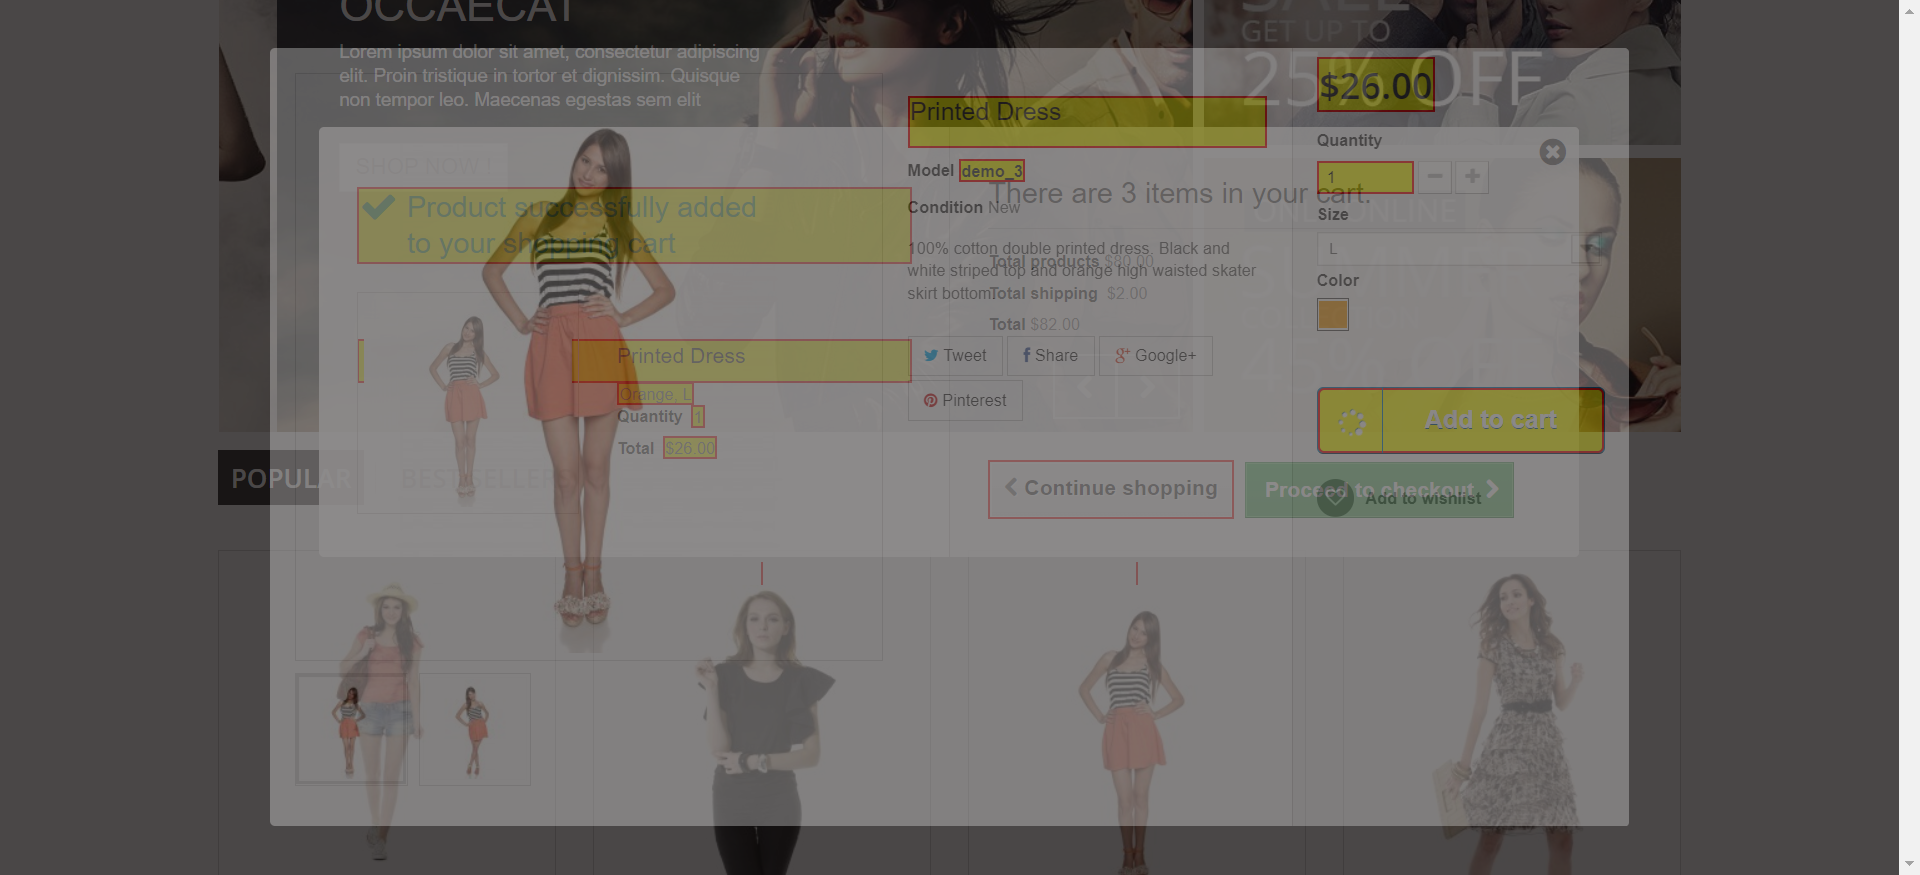 OCCAECAT
Lorem ipsum dolor sit amet, consectetur adipiscing
elit. Proin tristique in tortor et dignissim. Quisque
non tempor leo. Maecenas egestas sem elit
SHOP NOW !
SALE
GET UP TO
25% OFF
$26.00
Printed Dress
Quantity
Model demo_3
1
There are 3 items in your cart.
Product successfully added
to your shopping cart
Condition New
Size
ONLINE
100% cotton double printed dress. Black and
white striped top and orange high waisted skater
skirt bottom.
L
Total products $80.00
Color
Total shipping $2.00
Total $82.00
45%
Printed Dress
Tweet
Share
Google+
Orange, L
Pinterest
Quantity 1
Add to cart
Total $26.00
POPULAR
BEST SELLERS
Continue shopping
Proceed to checkout
Add to wishlist